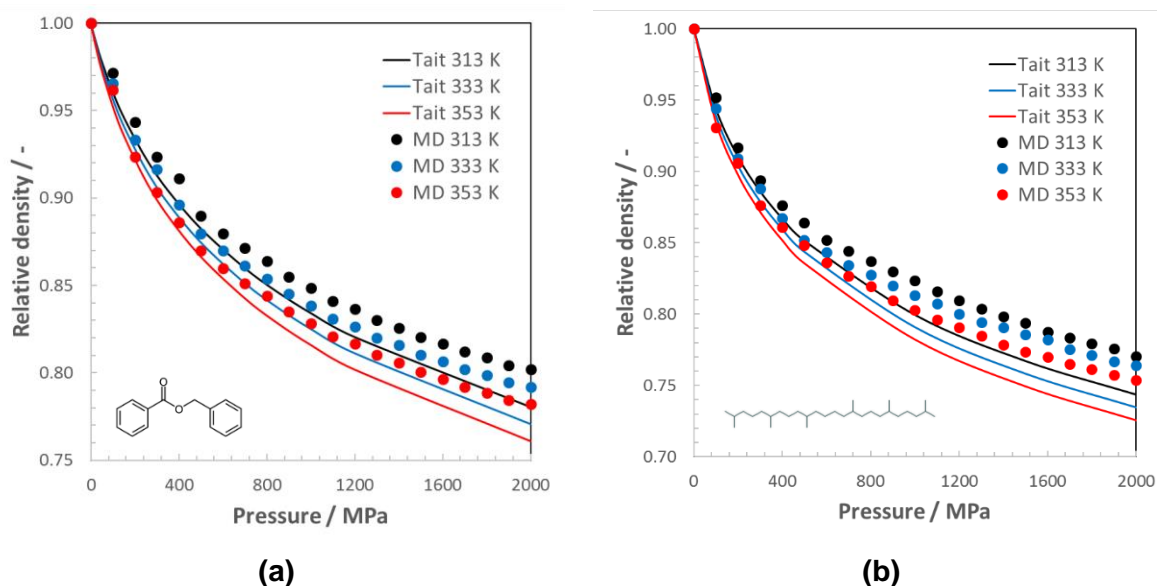 1.00
0.95
0.90
0.85
0.80
0.75
Relative density / -
0 400 800 1200 1600 2000
Pressure / MPa
Tait 313 K
Tait 333 K
Tait 353 K
MD 313 K
MD 333 K
MD 353 K
O
O
(a)
1.00
0.95
0.90
0.85
0.80
0.75
0.70
Relative density / -
0 400 800 1200 1600 2000
Pressure / MPa
Tait 313 K
Tait 333 K
Tait 353 K
MD 313 K
MD 333 K
MD 353 K
(b)